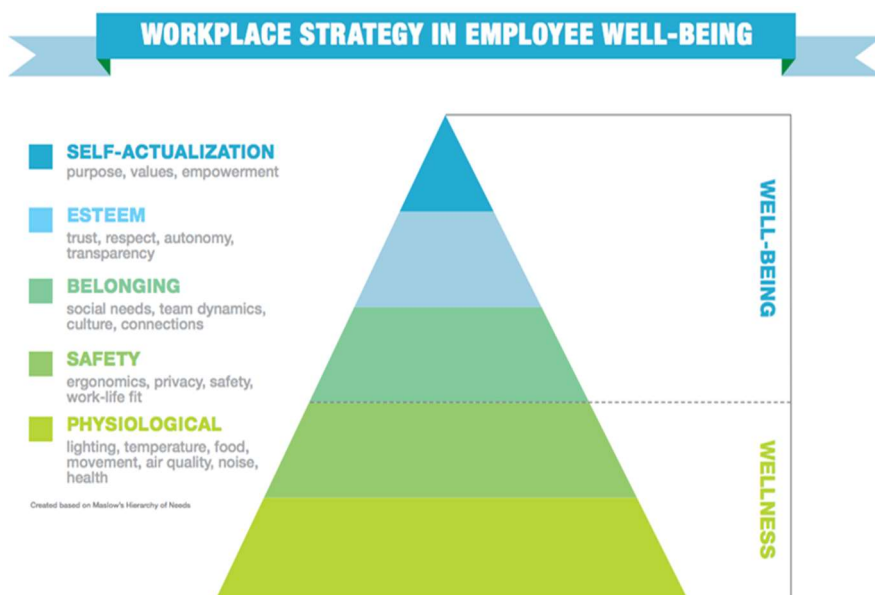 WORKPLACE STRATEGY IN EMPLOYEE WELL-BEING
SELF-ACTUALIZATION
purpose, values, empowerment
ESTEEM
trust, respect, autonomy,
transparency
BELONGING
social needs, team dynamics,
culture, connections
SAFETY
ergonomics, privacy, safety,
work-life fit
PHYSIOLOGICAL
lighting, temperature, food,
movement, air quality, noise,
health
Created based on Maslow's Hierarchy of Needs
WELL-BEING
WELLNESS